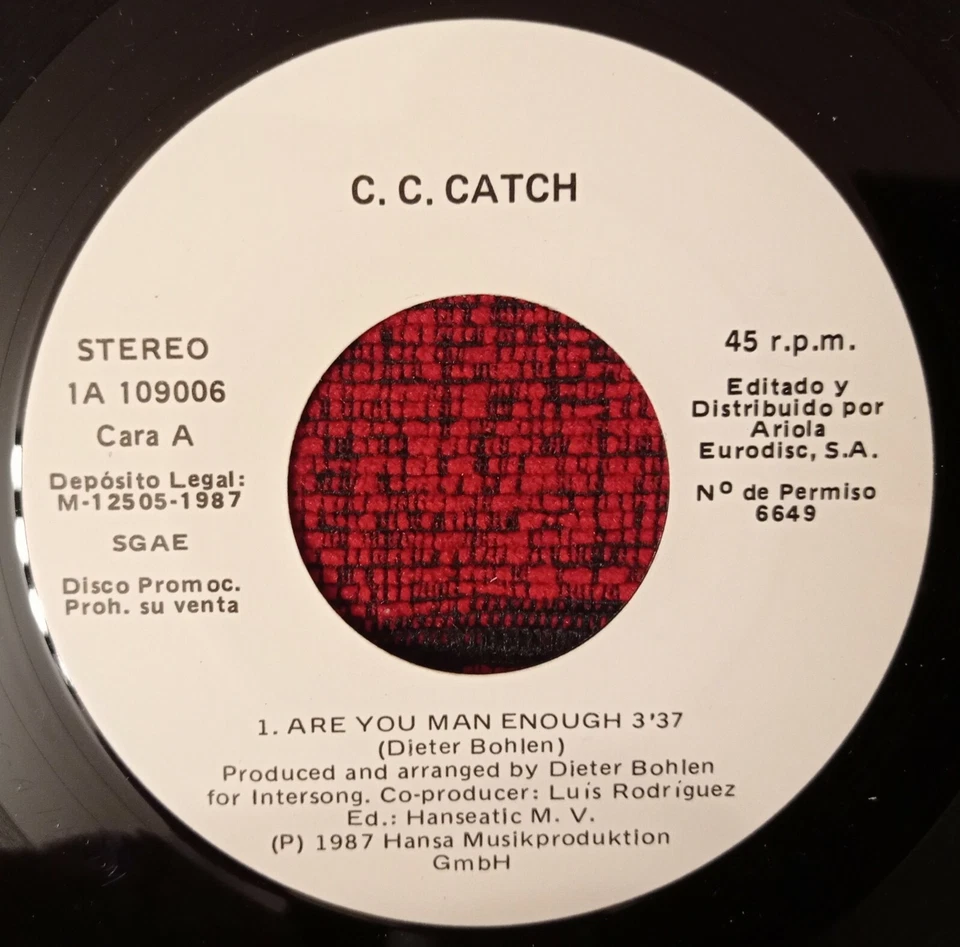 C. C. CATCH
STEREO
1A 109006
Cara A
Depósito Legal:
M-12505-1987
SGAE
Disco Promoc.
Proh. su venta
45 r.p.m.
Editado y
Distribuido por
Ariola
Eurodisc, S.A.
Nº de Permiso
6649
1. ARE YOU MAN ENOUGH 3'37
(Dieter Bohlen)
Produced and arranged by Dieter Bohlen
for Intersong. Co-producer: Luís Rodríguez
Ed.: Hanseatic M. V.
(P) 1987 Hansa Musikproduktion
GmbH